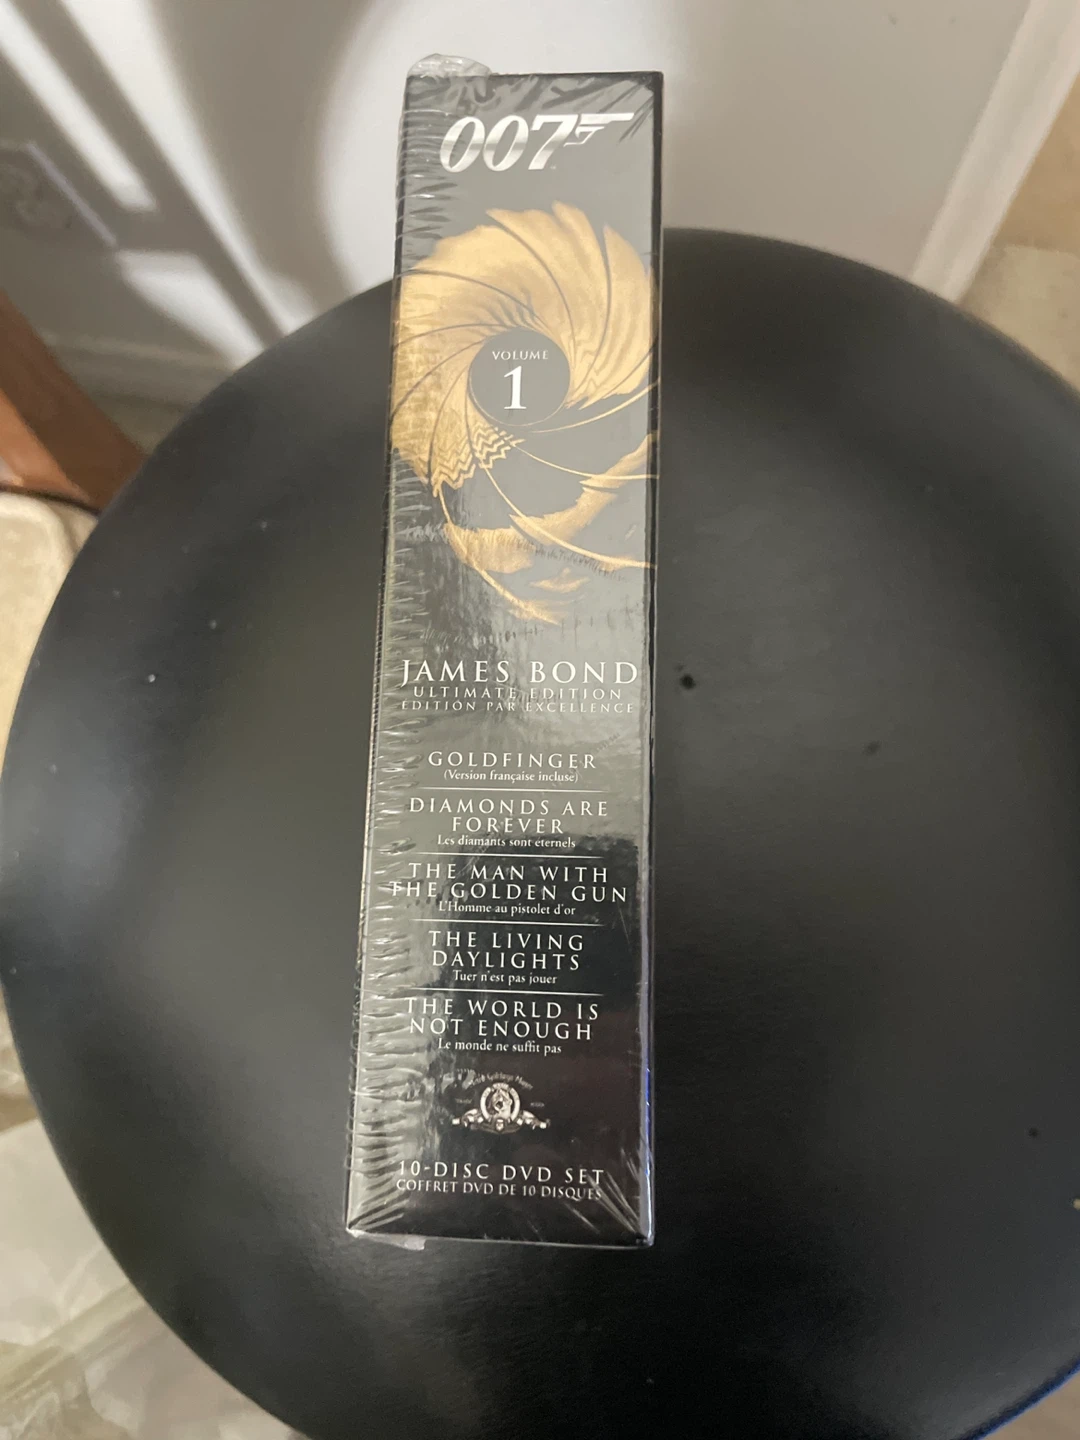 007
VOLUME
1
JAMES BOND
ULTIMATE EDITION
EDITION PAR EXCELLENCE
GOLDFINGER
(Version française incluse)
DIAMONDS ARE
FOREVER
Les diamants sont éternels
THE MAN WITH
THE GOLDEN GUN
L'Homme au pistolet d'or
THE LIVING
DAYLIGHTS
Tuer n'est pas jouer
THE WORLD IS
NOT ENOUGH
Le monde ne suffit pas
10-DISC DVD SET
COFFRET DVD DE 10 DISQUES